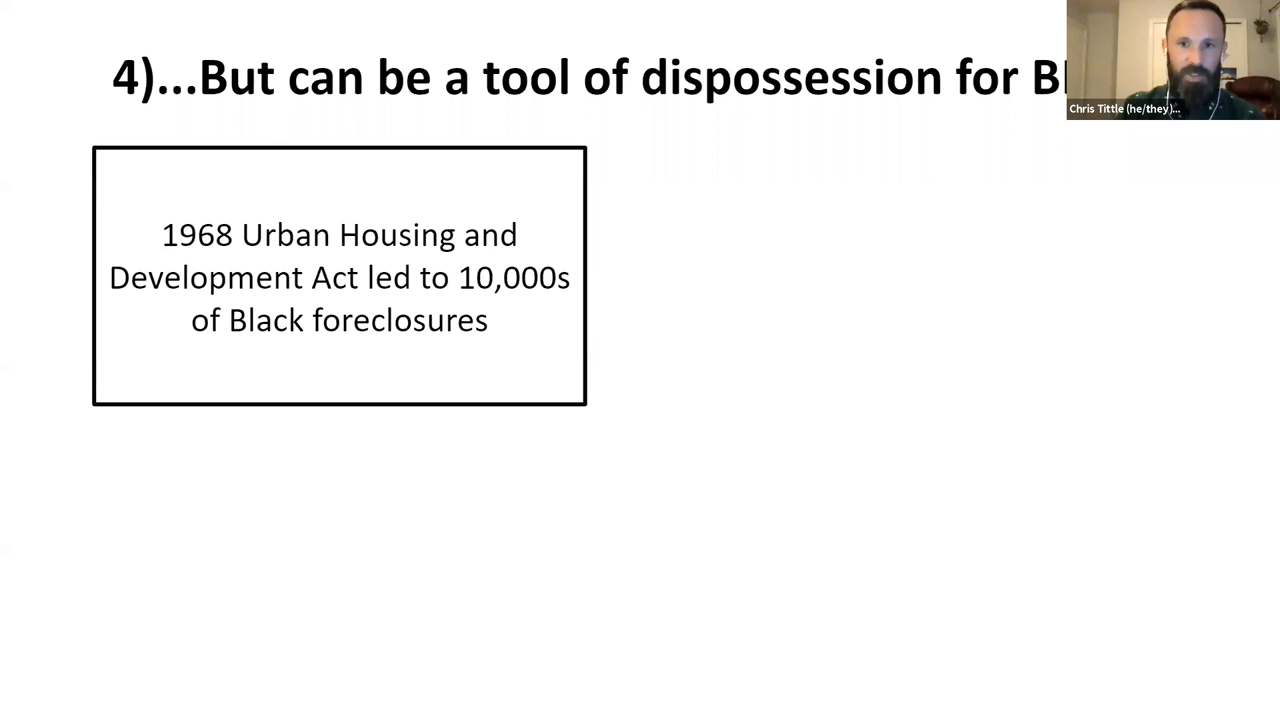 4)...But can be a tool of dispossession for
Chris Tittle (he/they)...
1968 Urban Housing and
Development Act led to 10,000s
of Black foreclosures